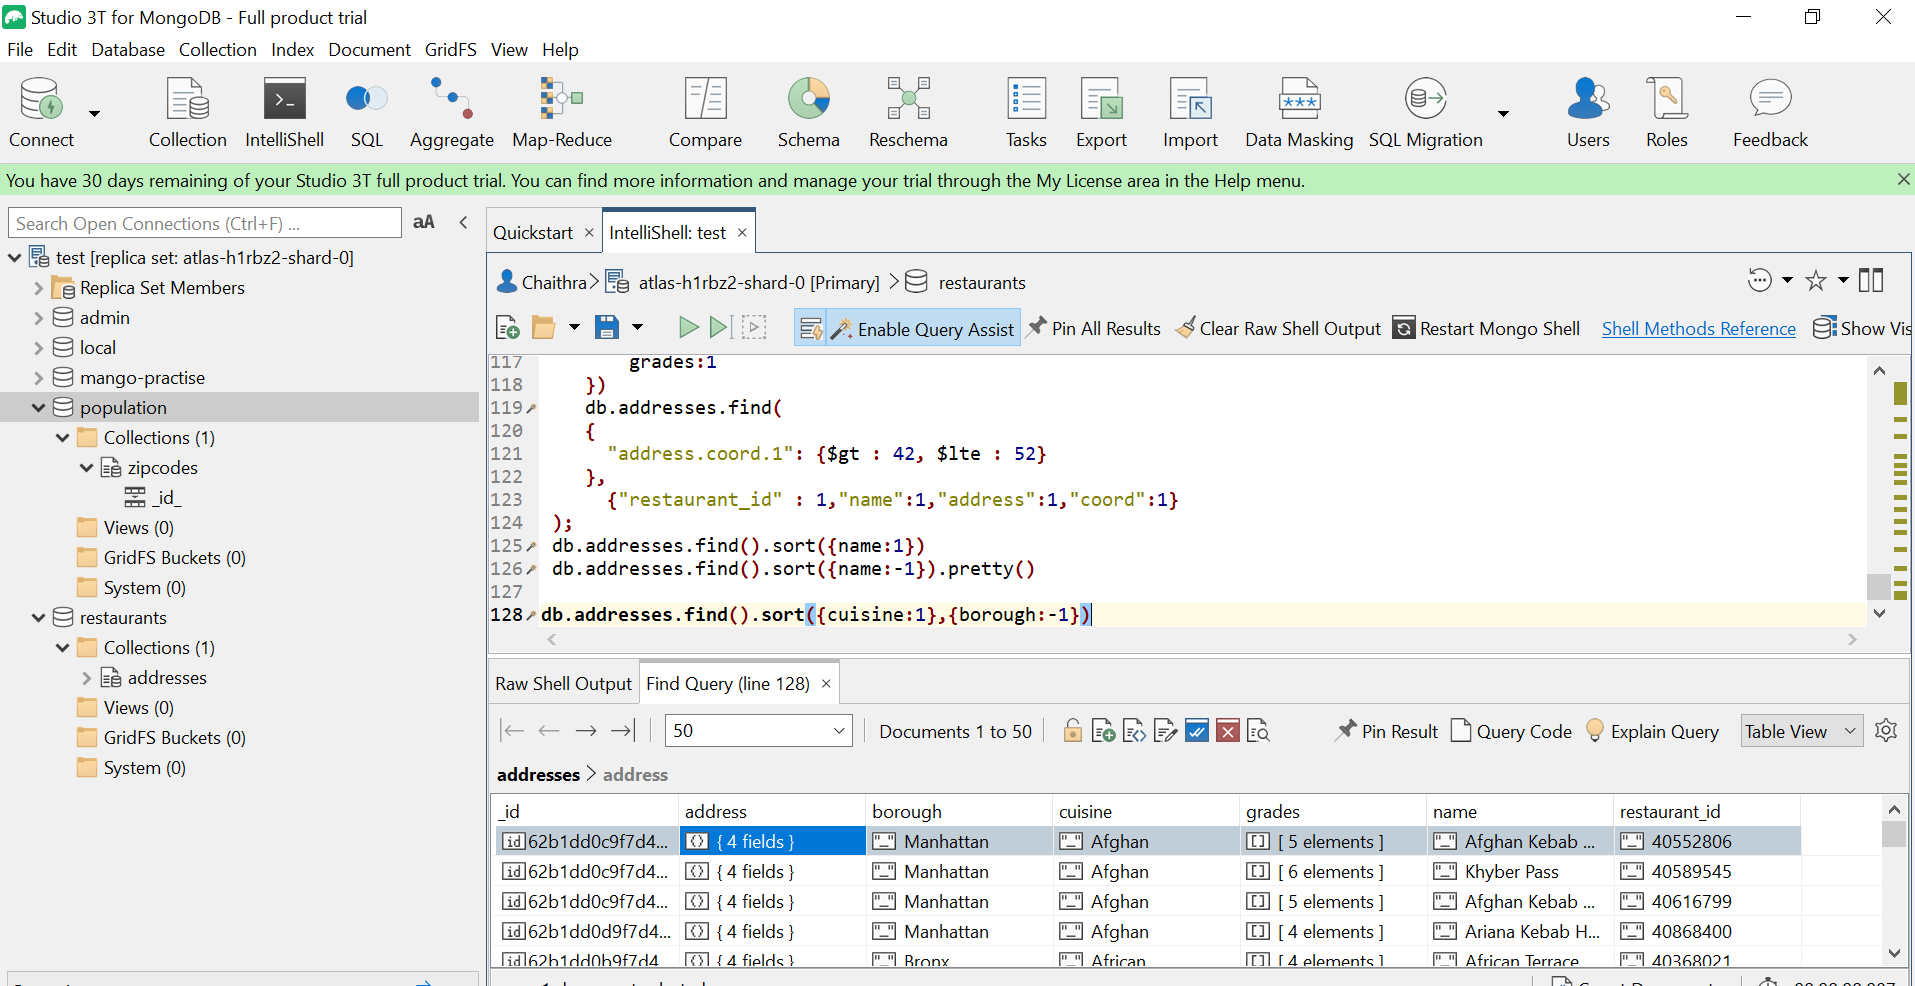 Studio 3T for MongoDB - Full product trial
File Edit Database Collection Index Document GridFS View Help
Connect Collection IntelliShell SQL Aggregate Map-Reduce Compare Schema Reschema Tasks Export Import Data Masking SQL Migration Users Roles Feedback
You have 30 days remaining of your Studio 3T full product trial. You can find more information and manage your trial through the My License area in the Help menu.
Search Open Connections (Ctrl+F) ... aA
test [replica set: atlas-h1rbz2-shard-0]
Replica Set Members
admin
local
mango-practise
population
Collections (1)
zipcodes
_id_
Views (0)
GridFS Buckets (0)
System (0)
restaurants
Collections (1)
addresses
Views (0)
GridFS Buckets (0)
System (0)
Quickstart IntelliShell: test
Chaithra atlas-h1rbz2-shard-0 [Primary] restaurants
Enable Query Assist Pin All Results Clear Raw Shell Output Restart Mongo Shell Shell Methods Reference Show Vis
117 grades:1
118 })
119 db.addresses.find(
120 {
121 "address.coord.1": {$gt : 42, $lte : 52}
122 },
123 {"restaurant_id" : 1,"name":1,"address":1,"coord":1}
124 );
125 db.addresses.find().sort({name:1})
126 db.addresses.find().sort({name:-1}).pretty()
127
128 db.addresses.find().sort({cuisine:1},{borough:-1})
Raw Shell Output Find Query (line 128)
50 Documents 1 to 50 Pin Result Query Code Explain Query Table View
addresses > address
_id address borough cuisine grades name restaurant_id
62b1dd0c9f7d4... { 4 fields } Manhattan Afghan [ 5 elements ] Afghan Kebab ... 40552806
62b1dd0c9f7d4... { 4 fields } Manhattan Afghan [ 6 elements ] Khyber Pass 40589545
62b1dd0c9f7d4... { 4 fields } Manhattan Afghan [ 5 elements ] Afghan Kebab ... 40616799
62b1dd0d9f7d4... { 4 fields } Manhattan Afghan [ 4 elements ] Ariana Kebab H... 40868400
62b1dd0b9f7d4 { 4 fields } Bronx African [ 4 elements ] African Terrace 40368021